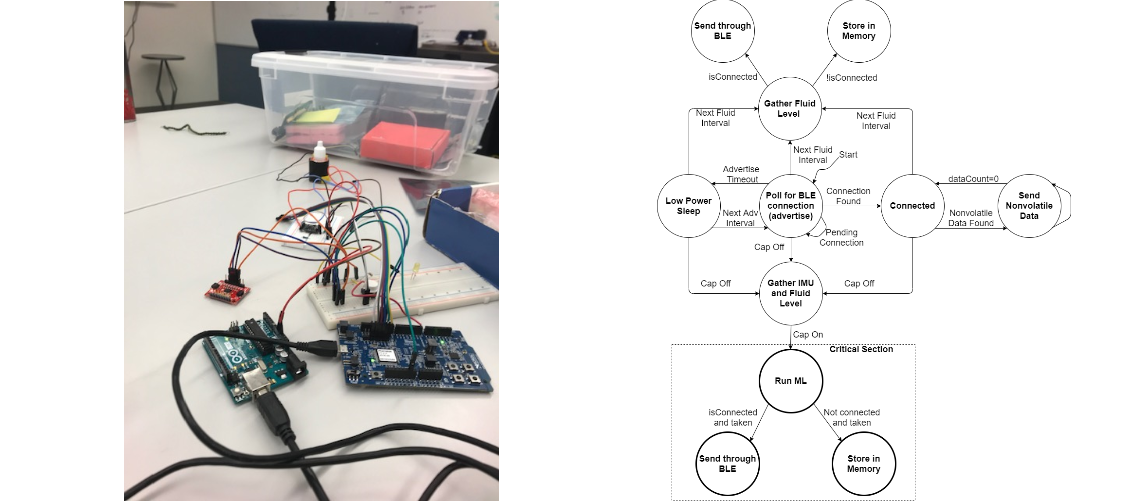 Send through
BLE
Store in
Memory
isConnected
!isConnected
Gather Fluid
Level
Next Fluid
Interval
Next Fluid
Interval
Next Fluid
Interval
Start
Advertise
Timeout
Low Power
Sleep
Next Adv
Interval
Poll for BLE
connection
(advertise)
Connection
Found
Pending
Connection
Connected
dataCount=0
Nonvolatile
Data Found
Send
Nonvolatile
Data
Cap Off
Cap Off
Cap Off
Gather IMU
and Fluid
Level
Cap On
Critical Section
Run ML
isConnected
and taken
Not connected
and taken
Send through
BLE
Store in
Memory